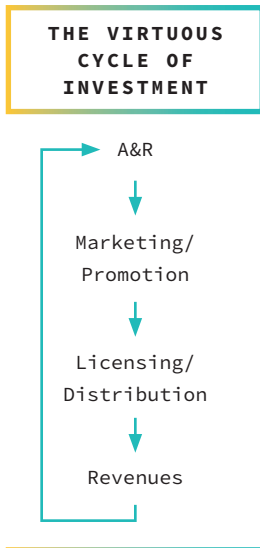 THE VIRTUOUS
CYCLE OF
INVESTMENT
A&R
Marketing/
Promotion
Licensing/
Distribution
Revenues